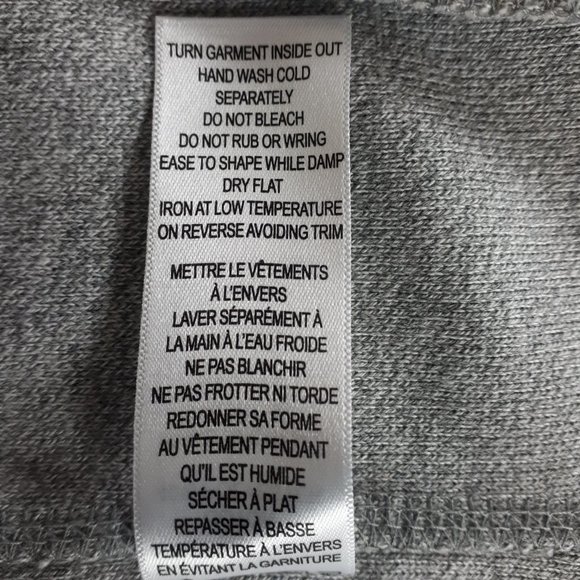 TURN GARMENT INSIDE OUT
HAND WASH COLD
SEPARATELY
DO NOT BLEACH
DO NOT RUB OR WRING
EASE TO SHAPE WHILE DAMP
DRY FLAT
IRON AT LOW TEMPERATURE
ON REVERSE AVOIDING TRIM
METTRE LE VÊTEMENTS
À L'ENVERS
LAVER SÉPARÉMENT À
LA MAIN À L'EAU FROIDE
NE PAS BLANCHIR
NE PAS FROTTER NI TORDE
REDONNER SA FORME
AU VÊTEMENT PENDANT
QU'IL EST HUMIDE
SÉCHER À PLAT
REPASSER À BASSE
TEMPÉRATURE À L'ENVERS
EN ÉVITANT LA GARNITURE